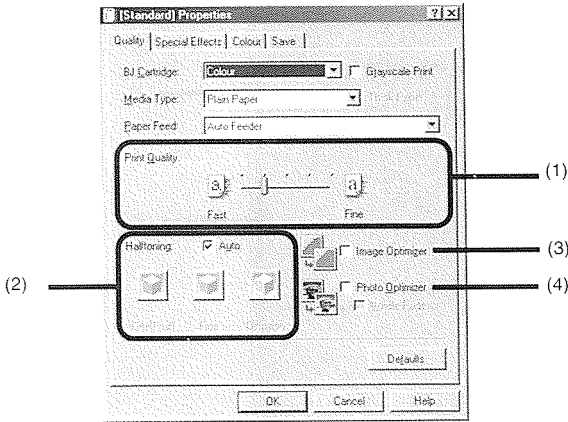 [Standard] Properties
Quality Special Effects Colour Save
BJ Cartridge: Colour Grayscale Print
Media Type: Plain Paper
Paper Feed: Auto Feeder
Print Quality:
a a
Fast Fine
(1)
Halftoning: Auto
Image Optimizer
(3)
(2)
Photo Optimizer
(4)
Defaults
OK Cancel Help